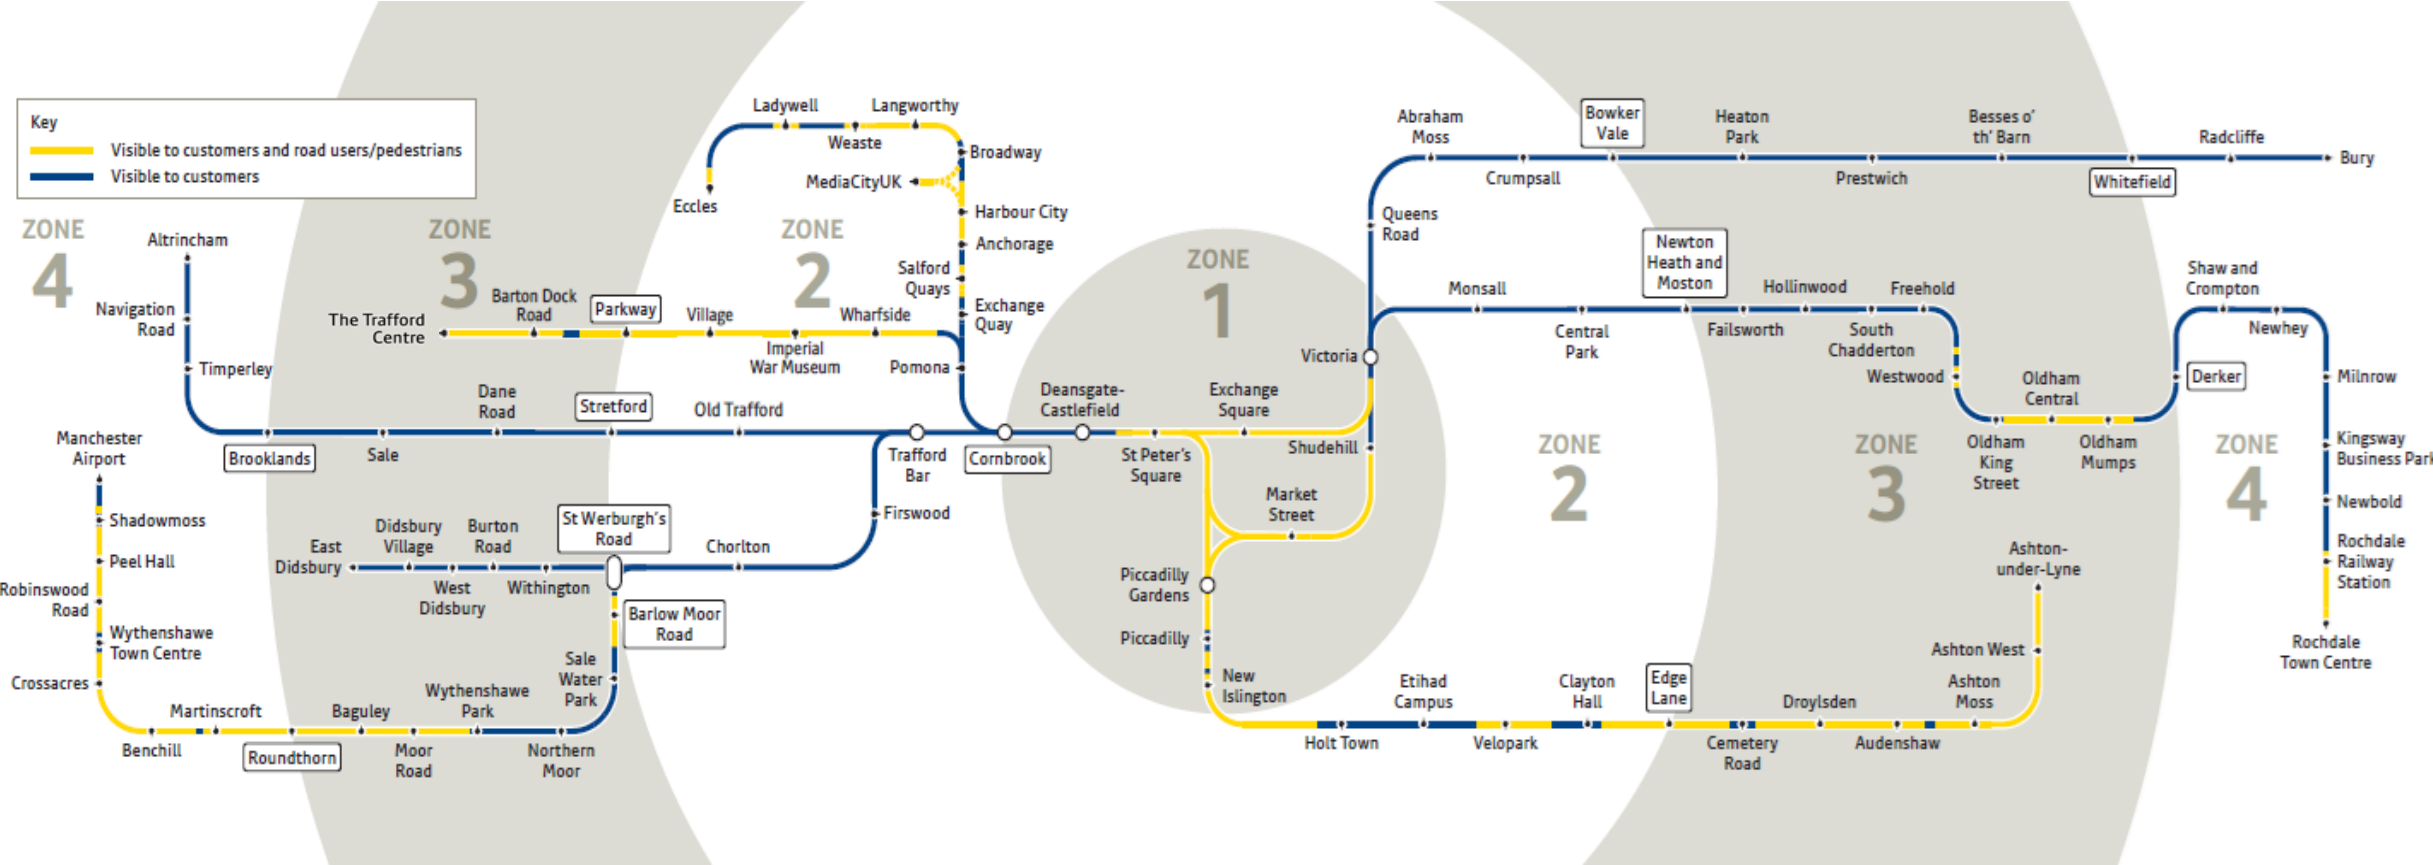 Key
Visible to customers and road users/pedestrians
Visible to customers
ZONE
4
ZONE
3
ZONE
2
ZONE
1
ZONE
2
ZONE
3
ZONE
4
Altrincham
Navigation
Road
Timperley
Brooklands
Sale
Dane
Road
Stretford
Old Trafford
Trafford
Bar
Cornbrook
Deansgate-
Castlefield
St Peter's
Square
Exchange
Square
Victoria
Shudehill
Market
Street
Piccadilly
Gardens
Piccadilly
New
Islington
Holt Town
Etihad
Campus
Velopark
Clayton
Hall
Edge
Lane
Cemetery
Road
Droylsden
Audenshaw
Ashton
Moss
Ashton West
Ashton-
under-Lyne
The Trafford
Centre
Barton Dock
Road
Parkway
Village
Imperial
War Museum
Wharfside
Pomona
Exchange
Quay
Salford
Quays
Anchorage
Harbour City
MediaCityUK
Broadway
Langworthy
Weaste
Ladywell
Eccles
Firswood
Chorlton
St Werburgh's
Road
Withington
Burton
Road
West
Didsbury
Didsbury
Village
East
Didsbury
Barlow Moor
Road
Sale
Water
Park
Northern
Moor
Wythenshawe
Park
Moor
Road
Baguley
Roundthorn
Martinscroft
Benchill
Crossacres
Wythenshawe
Town Centre
Robinswood
Road
Peel Hall
Shadowmoss
Manchester
Airport
Queens
Road
Abraham
Moss
Crumpsall
Bowker
Vale
Heaton
Park
Prestwich
Besses o'
th' Barn
Whitefield
Radcliffe
Bury
Monsall
Central
Park
Newton
Heath and
Moston
Failsworth
Hollinwood
South
Chadderton
Freehold
Westwood
Oldham
King
Street
Oldham
Central
Oldham
Mumps
Derker
Shaw and
Crompton
Newhey
Milnrow
Kingsway
Business Park
Newbold
Rochdale
Railway
Station
Rochdale
Town Centre